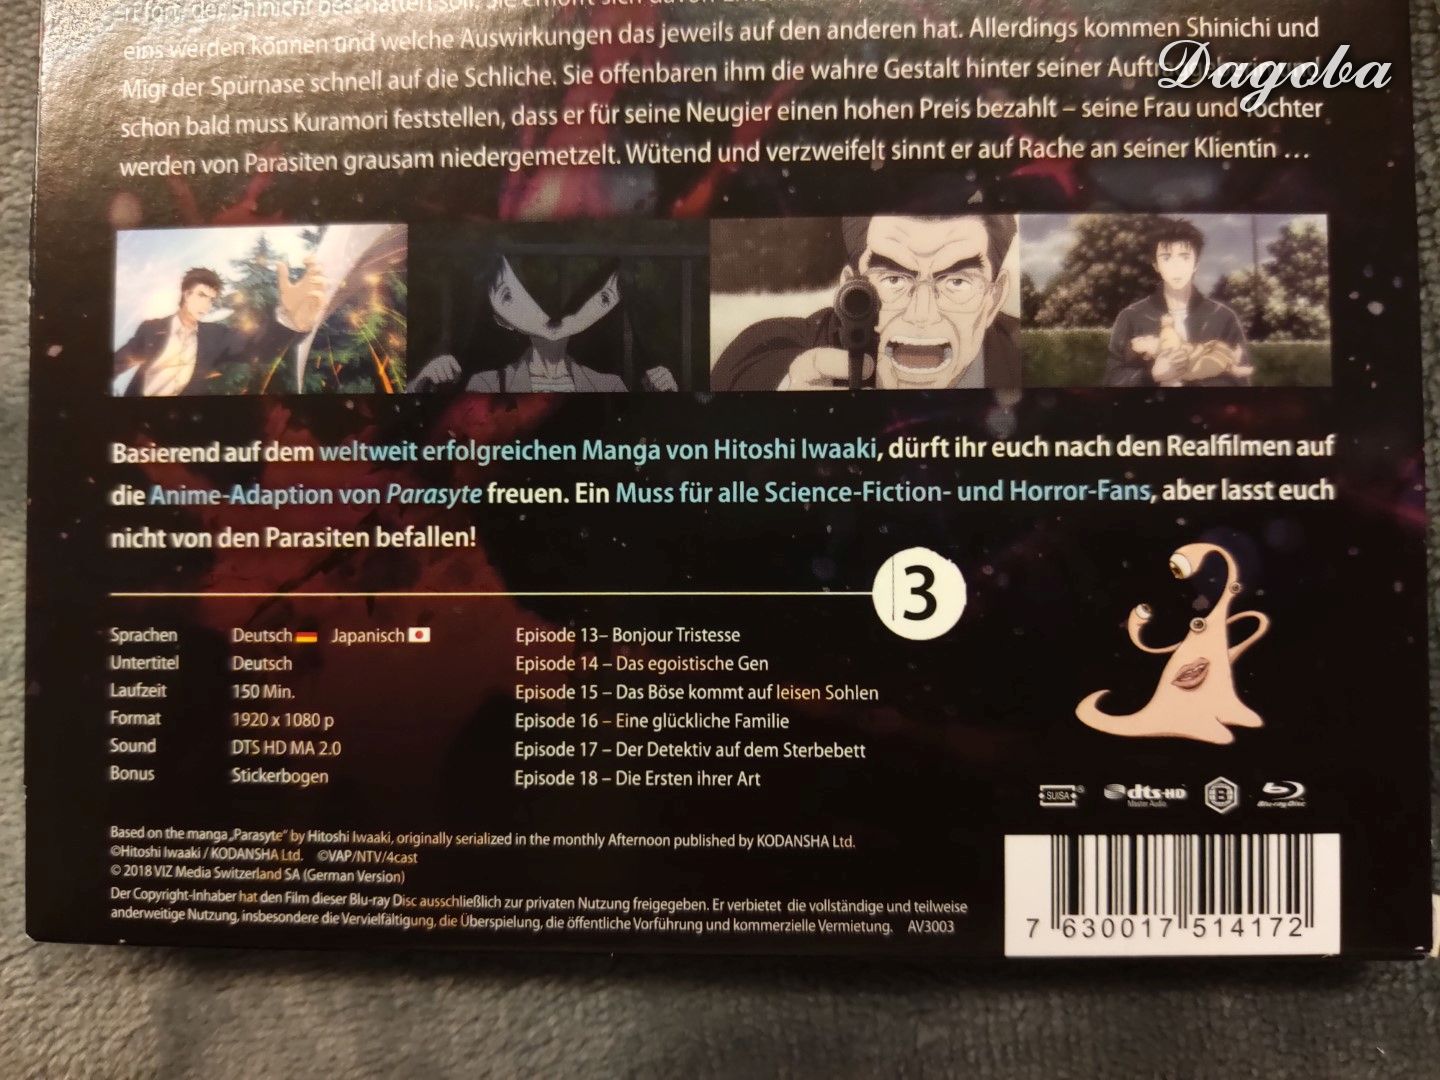 eins werden können und welche Auswirkungen das jeweils auf den anderen hat. Allerdings kommen Shinichi und
Dagoba
Migi der Spürnase schnell auf die Schliche. Sie offenbaren ihm die wahre Gestalt hinter seiner
schon bald muss Kuramori feststellen, dass er für seine Neugier einen hohen Preis bezahlt – seine Frau und Tochter
werden von Parasiten grausam niedergemetzelt. Wütend und verzweifelt sinnt er auf Rache an seiner Klientin ...
Basierend auf dem weltweit erfolgreichen Manga von Hitoshi Iwaaki, dürft ihr euch nach den Realfilmen auf
die Anime-Adaption von Parasyte freuen. Ein Muss für alle Science-Fiction- und Horror-Fans, aber lasst euch
nicht von den Parasiten befallen!
3
Sprachen Deutsch Japanisch
Untertitel Deutsch
Laufzeit 150 Min.
Format 1920 x 1080 p
Sound DTS HD MA 2.0
Bonus Stickerbogen
Episode 13– Bonjour Tristesse
Episode 14 – Das egoistische Gen
Episode 15 – Das Böse kommt auf leisen Sohlen
Episode 16 – Eine glückliche Familie
Episode 17 – Der Detektiv auf dem Sterbebett
Episode 18 – Die Ersten ihrer Art
SUISA dts-HD Master Audio B Blu-ray Disc
Based on the manga „Parasyte" by Hitoshi Iwaaki, originally serialized in the monthly Afternoon published by KODANSHA Ltd.
©Hitoshi Iwaaki / KODANSHA Ltd. ©VAP/NTV/4cast
© 2018 VIZ Media Switzerland SA (German Version)
Der Copyright-Inhaber hat den Film dieser Blu-ray Disc ausschließlich zur privaten Nutzung freigegeben. Er verbietet die vollständige und teilweise
anderweitige Nutzung, insbesondere die Vervielfältigung, die Überspielung, die öffentliche Vorführung und kommerzielle Vermietung. AV3003
7 630017 514172